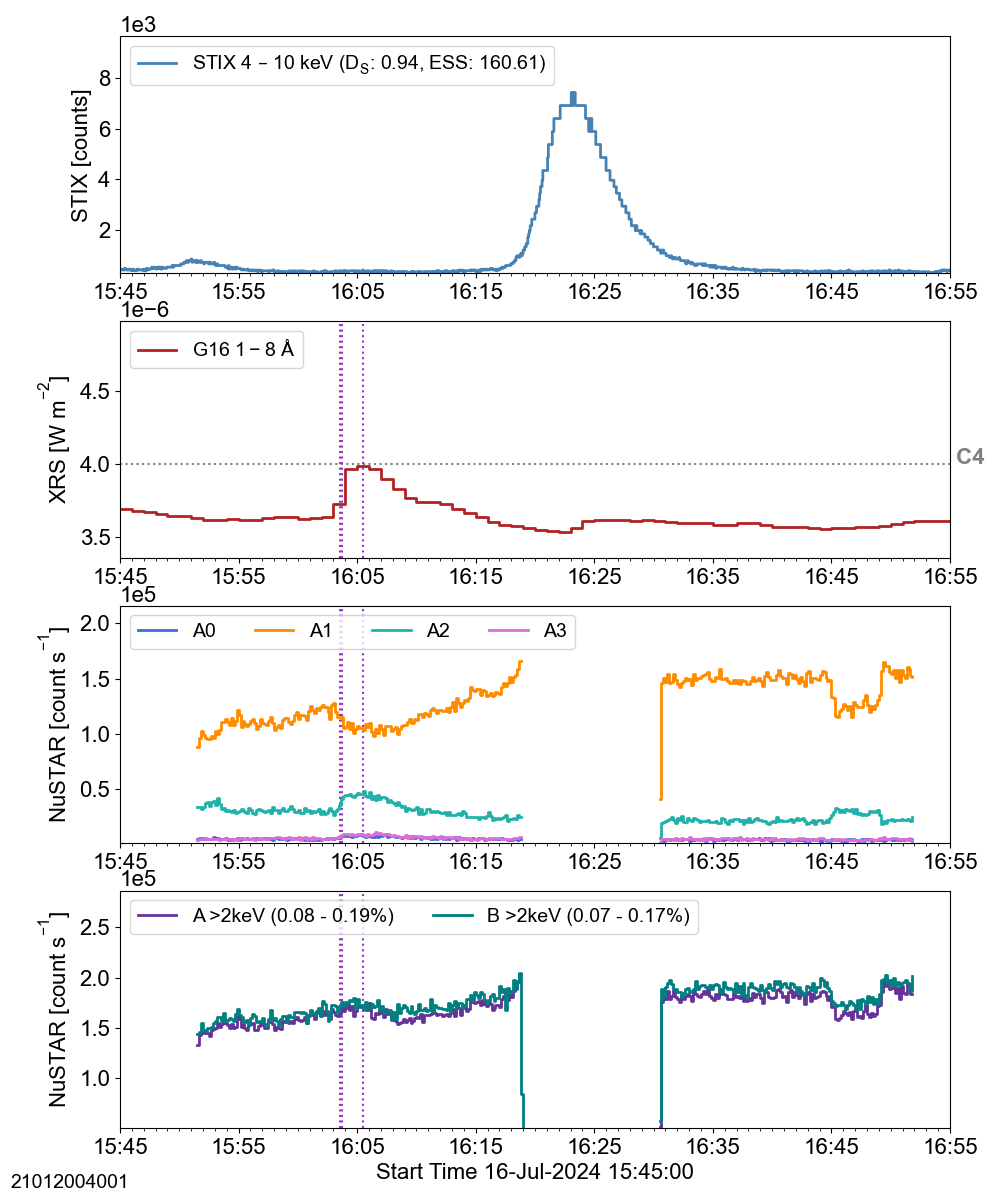 1e3
STIX 4 – 10 keV (DS: 0.94, ESS: 160.61)
STIX [counts]
8
6
4
2
15:45 15:55 16:05 16:15 16:25 16:35 16:45 16:55
1e−6
G16 1 – 8 Å
XRS [W m−2]
4.5
4.0
3.5
C4
15:45 15:55 16:05 16:15 16:25 16:35 16:45 16:55
1e5
A0 A1 A2 A3
NuSTAR [count s−1]
2.0
1.5
1.0
0.5
15:45 15:55 16:05 16:15 16:25 16:35 16:45 16:55
1e5
A >2keV (0.08 - 0.19%) B >2keV (0.07 - 0.17%)
NuSTAR [count s−1]
2.5
2.0
1.5
1.0
15:45 15:55 16:05 16:15 16:25 16:35 16:45 16:55
Start Time 16-Jul-2024 15:45:00
21012004001